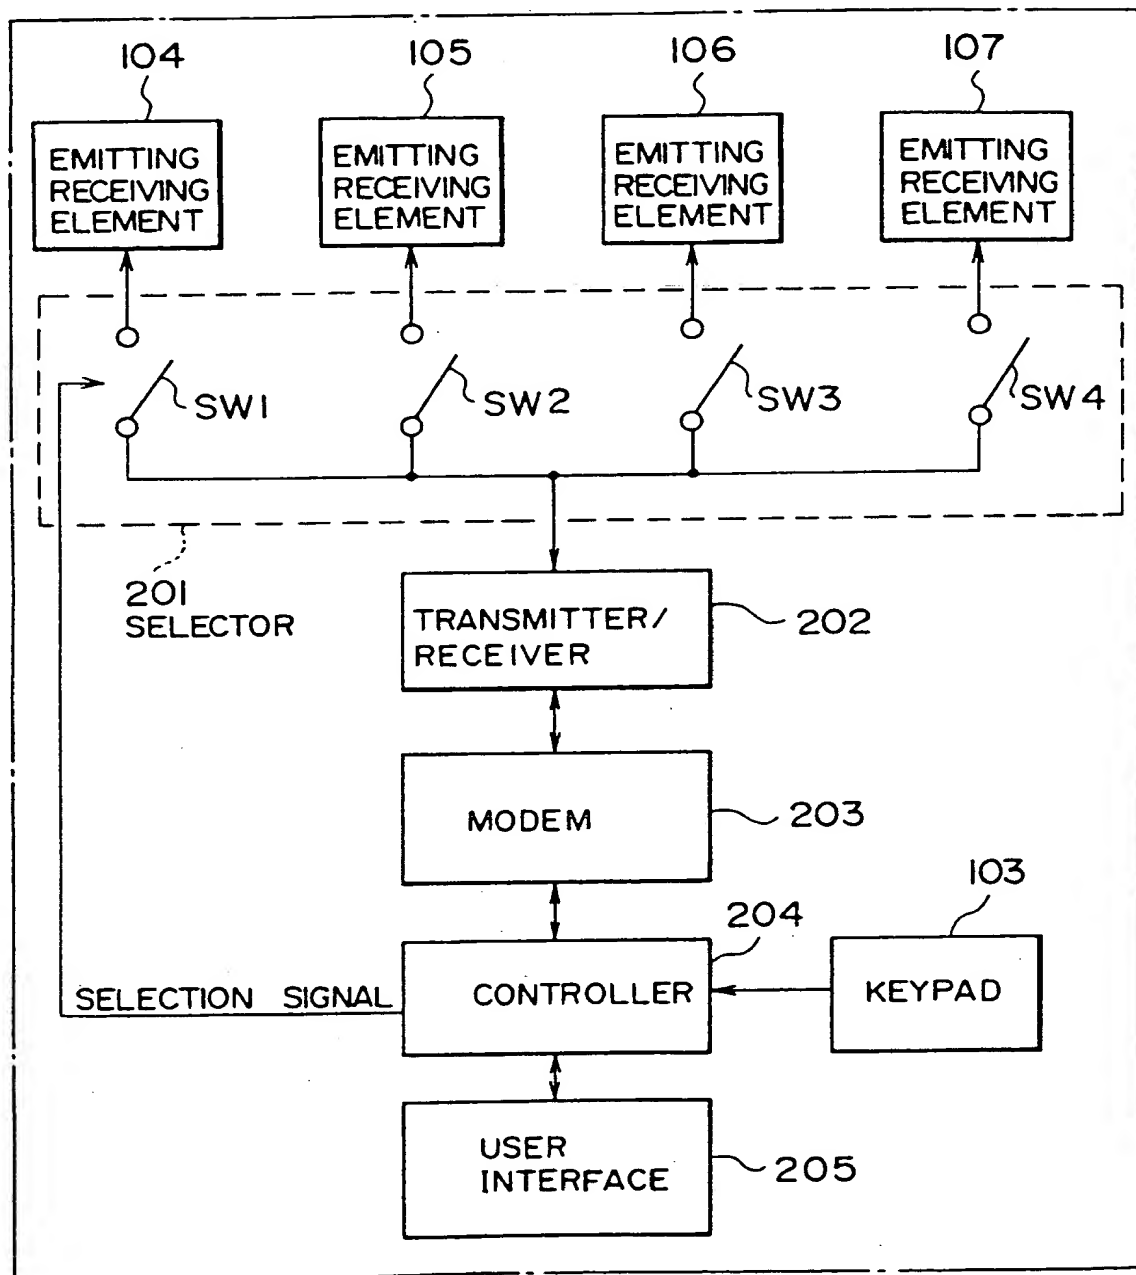 104
105
106
107
EMITTING
RECEIVING
ELEMENT
EMITTING
RECEIVING
ELEMENT
EMITTING
RECEIVING
ELEMENT
EMITTING
RECEIVING
ELEMENT
SW1
SW2
SW3
SW4
201
SELECTOR
TRANSMITTER/
RECEIVER
202
MODEM
203
103
204
SELECTION SIGNAL
CONTROLLER
KEYPAD
USER
INTERFACE
205